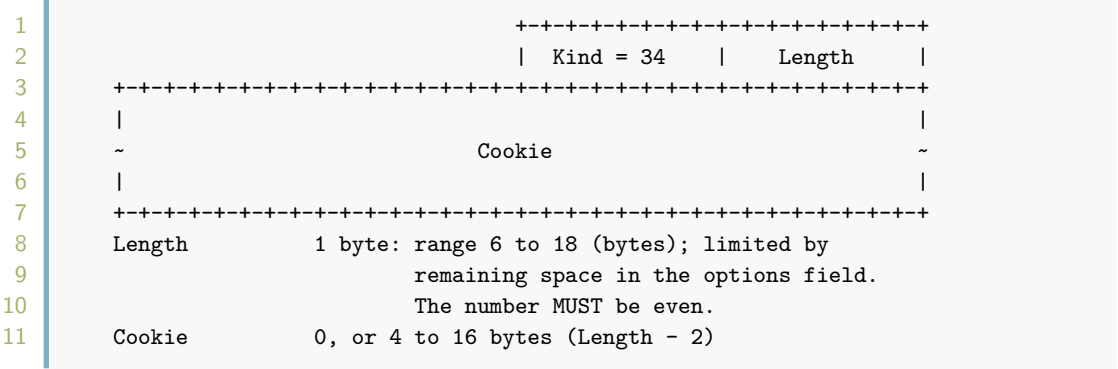 1                                      +-+-+-+-+-+-+-+-+-+-+-+-+-+-+-+-+
2                                      |  Kind = 34    |    Length     |
3      +-+-+-+-+-+-+-+-+-+-+-+-+-+-+-+-+-+-+-+-+-+-+-+-+-+-+-+-+-+-+-+-+
4      |                                                               |
5      ~                            Cookie                             ~
6      |                                                               |
7      +-+-+-+-+-+-+-+-+-+-+-+-+-+-+-+-+-+-+-+-+-+-+-+-+-+-+-+-+-+-+-+-+
8      Length          1 byte: range 6 to 18 (bytes); limited by
9                              remaining space in the options field.
10                              The number MUST be even.
11      Cookie          0, or 4 to 16 bytes (Length - 2)